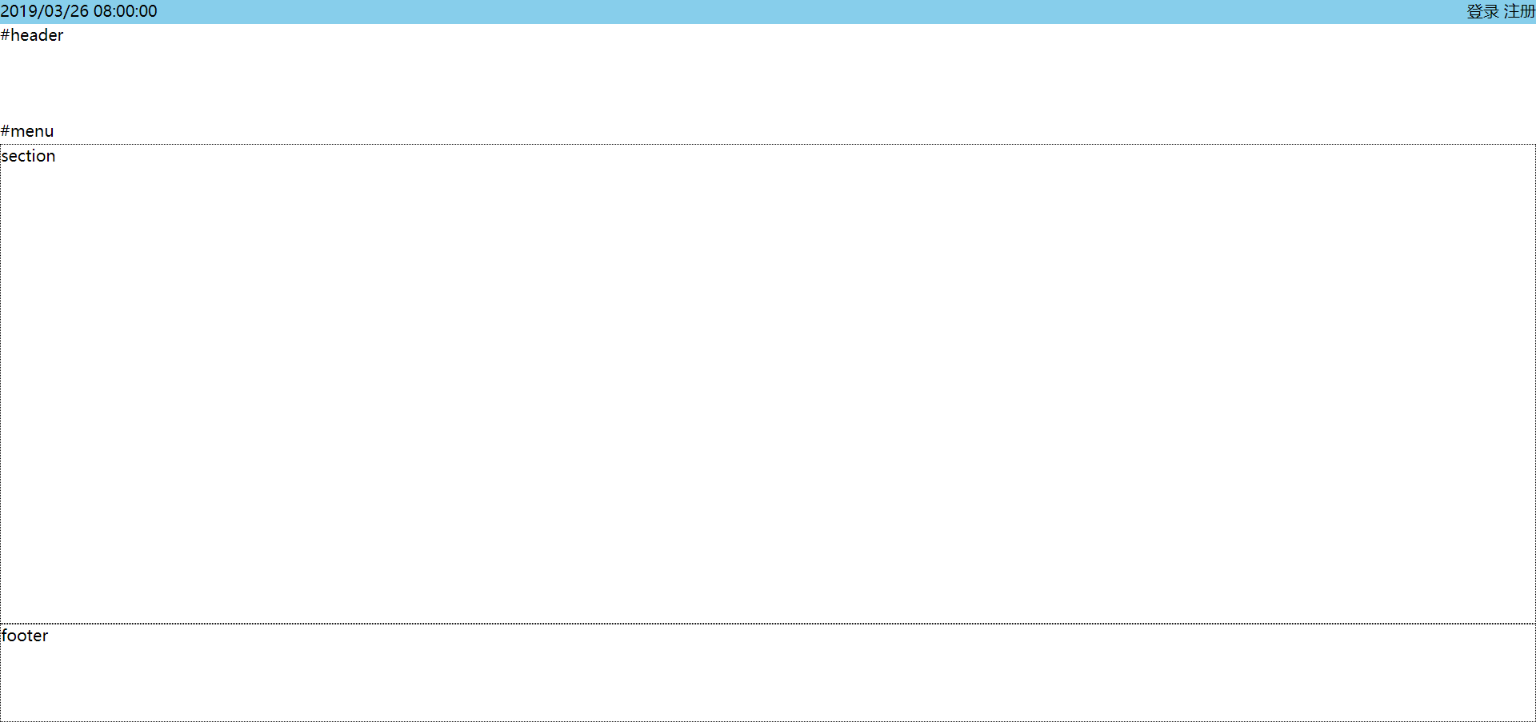 2019/03/26 08:00:00 登录 注册
#header
#menu
section
footer